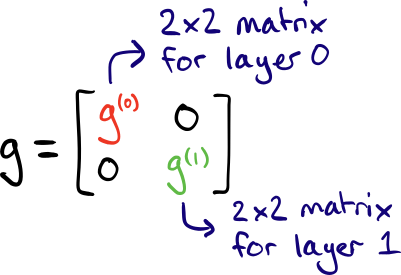 2x2 matrix
for layer 0
g = [ g^(0) 0
0 g^(1) ]
2x2 matrix
for layer 1